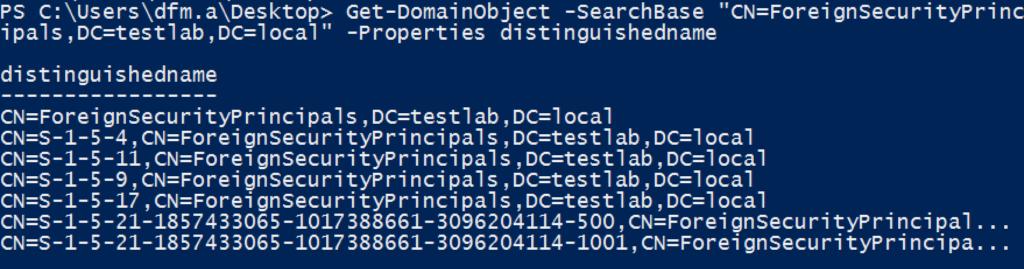 PS C:\Users\dfm.a\Desktop> Get-DomainObject -SearchBase "CN=ForeignSecurityPrinc
ipals,DC=testlab,DC=local" -Properties distinguishedname
distinguishedname
-----------------
CN=ForeignSecurityPrincipals,DC=testlab,DC=local
CN=S-1-5-4,CN=ForeignSecurityPrincipals,DC=testlab,DC=local
CN=S-1-5-11,CN=ForeignSecurityPrincipals,DC=testlab,DC=local
CN=S-1-5-9,CN=ForeignSecurityPrincipals,DC=testlab,DC=local
CN=S-1-5-17,CN=ForeignSecurityPrincipals,DC=testlab,DC=local
CN=S-1-5-21-1857433065-1017388661-3096204114-500,CN=ForeignSecurityPrincipal...
CN=S-1-5-21-1857433065-1017388661-3096204114-1001,CN=ForeignSecurityPrincipa...